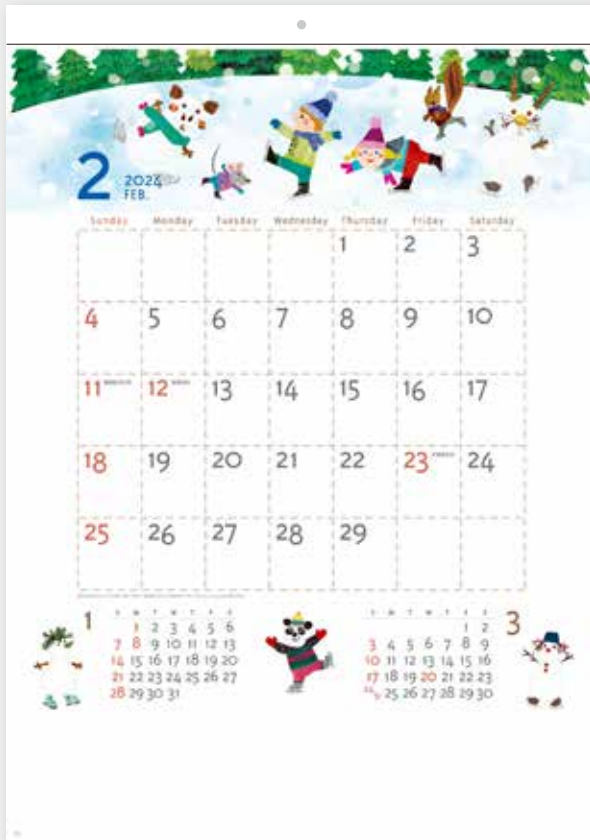 2 2024
FEB.
Sunday Monday Tuesday Wednesday Thursday Friday Saturday
1 2 3
4 5 6 7 8 9 10
11 12 13 14 15 16 17
18 19 20 21 22 23 24
25 26 27 28 29
1
S M T W T F S
1 2 3 4 5 6
7 8 9 10 11 12 13
14 15 16 17 18 19 20
21 22 23 24 25 26 27
28 29 30 31
3
S M T W T F S
1 2
3 4 5 6 7 8 9
10 11 12 13 14 15 16
17 18 19 20 21 22 23
24/31 25 26 27 28 29 30